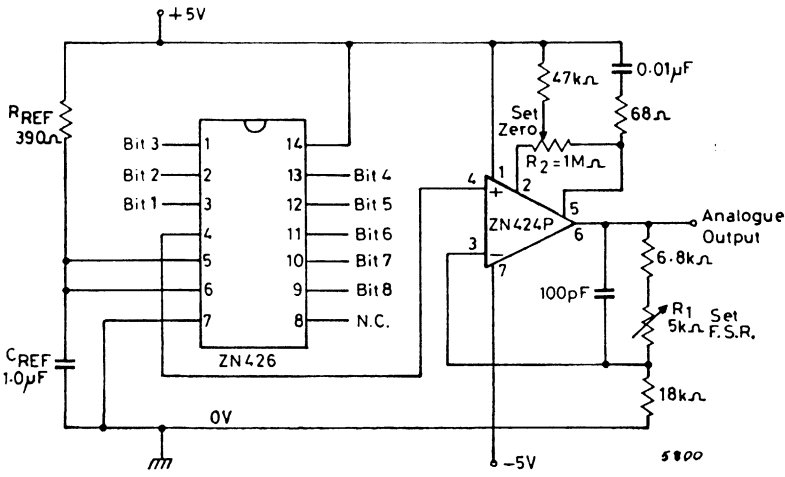 +5V
RREF
390Ω
47kΩ
0.01µF
Set
Zero
68Ω
R2=1MΩ
Bit 3
1
14
Bit 2
2
13
Bit 4
Bit 1
3
12
Bit 5
4
11
Bit 6
5
10
Bit 7
6
9
Bit 8
7
8
N.C.
ZN426
CREF
1.0µF
0V
4
+
1
2
ZN424P
5
6
3
−
7
Analogue
Output
100pF
6.8kΩ
R1 Set
5kΩ F.S.R.
18kΩ
-5V
5800